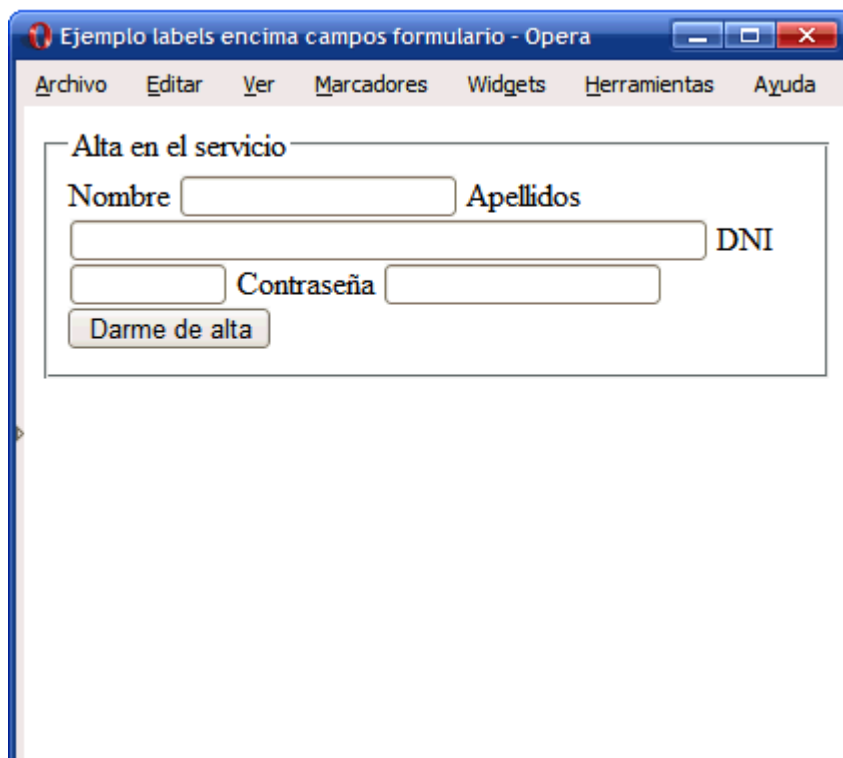 Ejemplo labels encima campos formulario - Opera
Archivo Editar Ver Marcadores Widgets Herramientas Ayuda
Alta en el servicio
Nombre Apellidos
DNI
Contraseña
Darme de alta